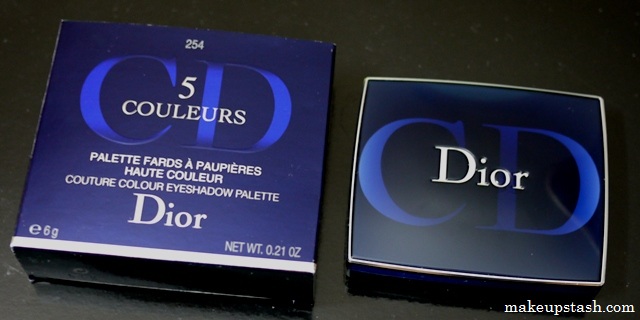 254
5
COULEURS
CD
PALETTE FARDS À PAUPIÈRES
HAUTE COULEUR
COUTURE COLOUR EYESHADOW PALETTE
Dior
e 6g
NET WT. 0.21 OZ
CD
Dior
makeupstash.com